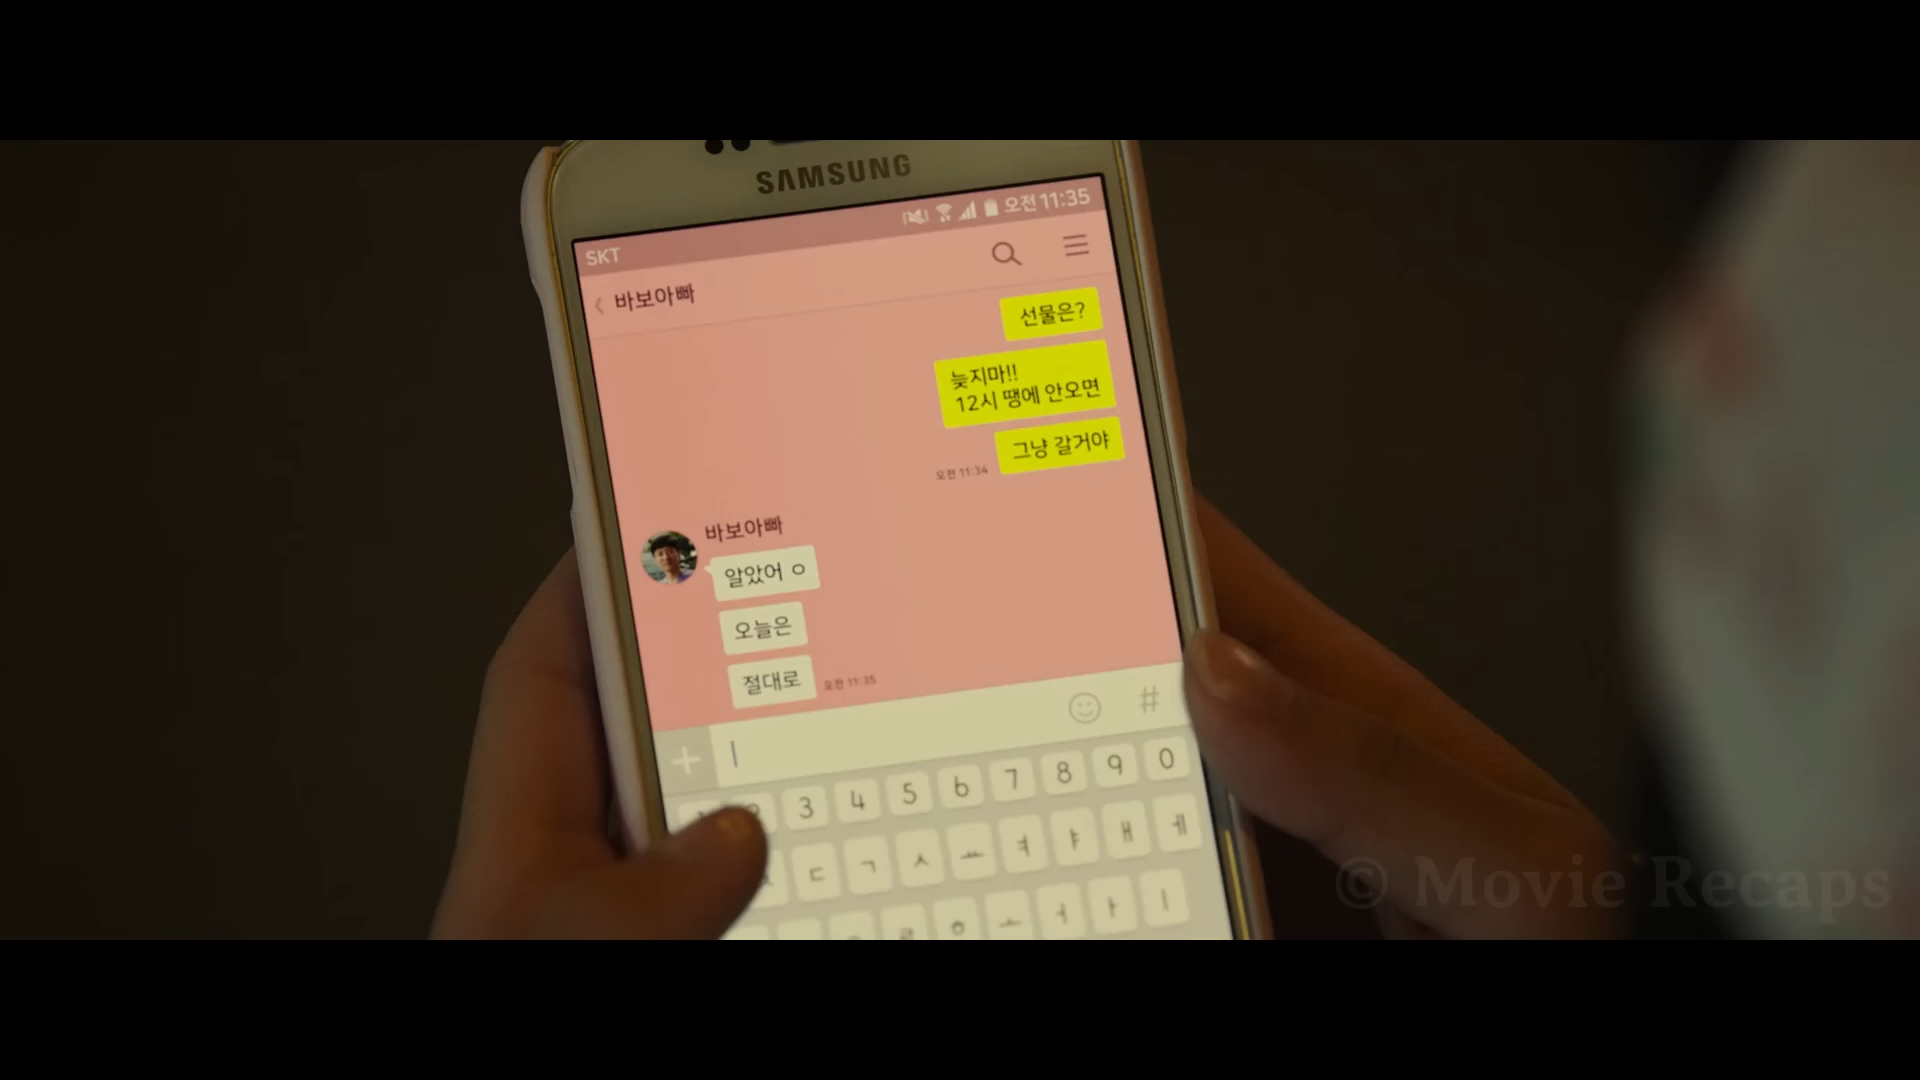 SAMSUNG
SKT
오전 11:35
바보아빠
선물은?
늦지마!!
12시 땡에 안오면
그냥 갈거야
오전 11:34
바보아빠
알았어 ㅇ
오늘은
절대로
오전 11:35
#
3 4 5 6 7 8 9 0
ㄷ ㄱ ㅅ ㅛ ㅕ ㅑ ㅐ ㅔ
ㄹ ㅎ ㅗ ㅓ ㅏ ㅣ
© Movie Recaps